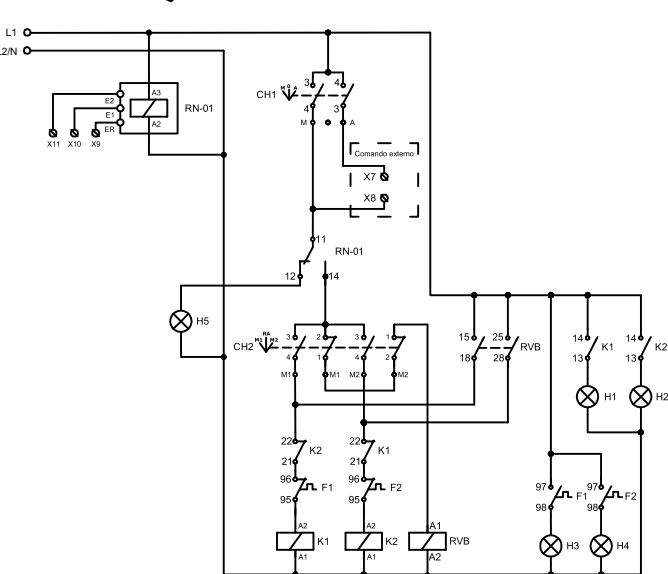 L1
L2/N
A3
E2
RN-01
E1
ER
A2
X11 X10 X9
3 4
CH1 M O A
4 3
M A
Comando externo
X7
X8
11
RN-01
12 14
H5
3 2 3 1
CH2 M1 RA M2
4 1 4 2
M1 M1 M2 M2
15 25
RVB
18 28
14 K1 14 K2
13 13
H1 H2
22 K2 22 K1
21 21
96 F1 96 F2
95 95
97 F1 97 F2
98 98
A2 A2 A1
K1 K2 RVB
A1 A1 A2
H3 H4